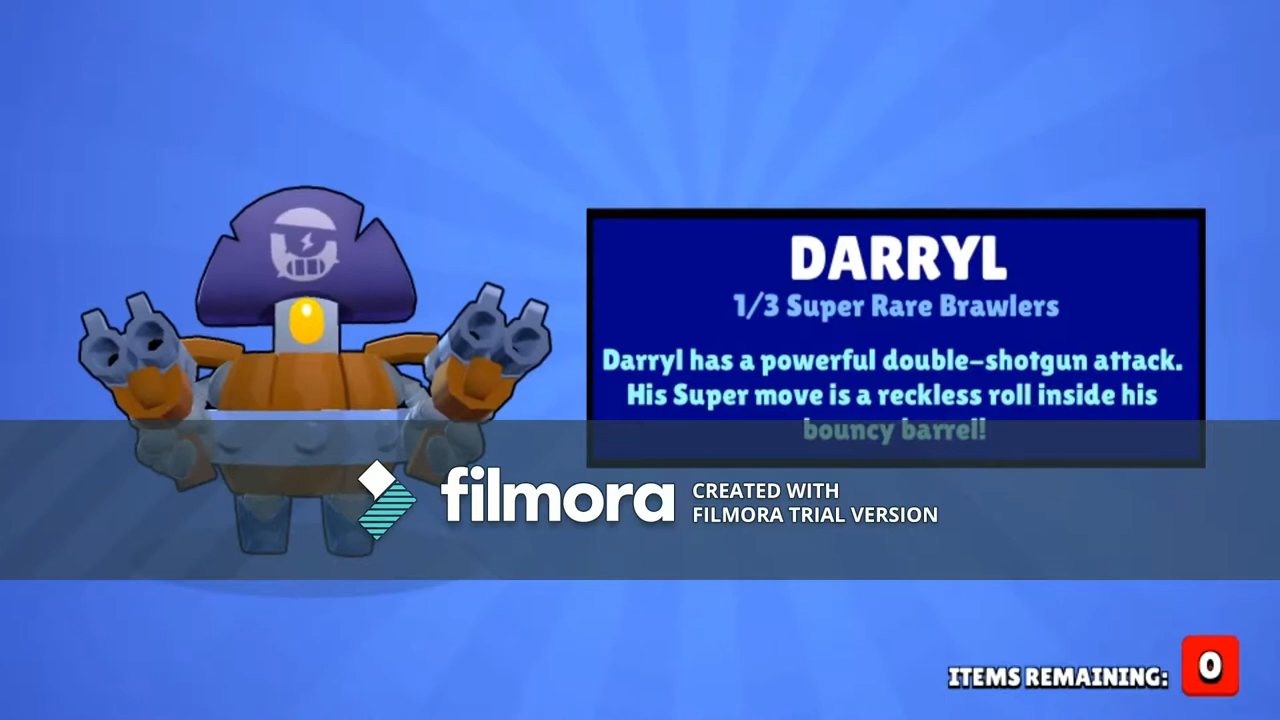 DARRYL
1/3 Super Rare Brawlers
Darryl has a powerful double-shotgun attack.
His Super move is a reckless roll inside his
bouncy barrel!
filmora
CREATED WITH
FILMORA TRIAL VERSION
ITEMS REMAINING: 0